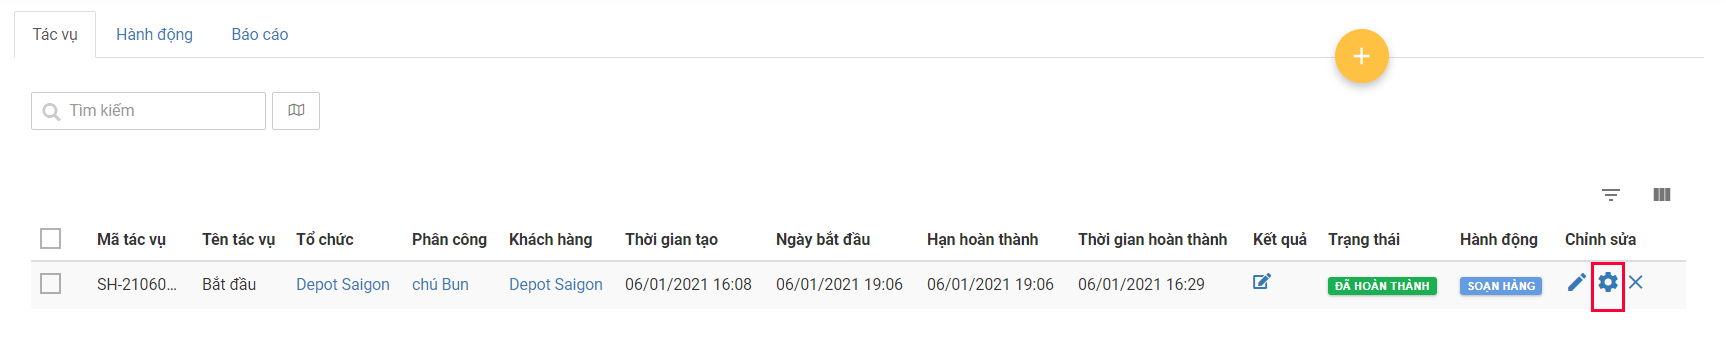 Tác vụ Hành động Báo cáo
Tìm kiếm
Mã tác vụ Tên tác vụ Tổ chức Phân công Khách hàng Thời gian tạo Ngày bắt đầu Hạn hoàn thành Thời gian hoàn thành Kết quả Trạng thái Hành động Chỉnh sửa
SH-21060... Bắt đầu Depot Saigon chú Bun Depot Saigon 06/01/2021 16:08 06/01/2021 19:06 06/01/2021 19:06 06/01/2021 16:29 ĐÃ HOÀN THÀNH SOẠN HÀNG